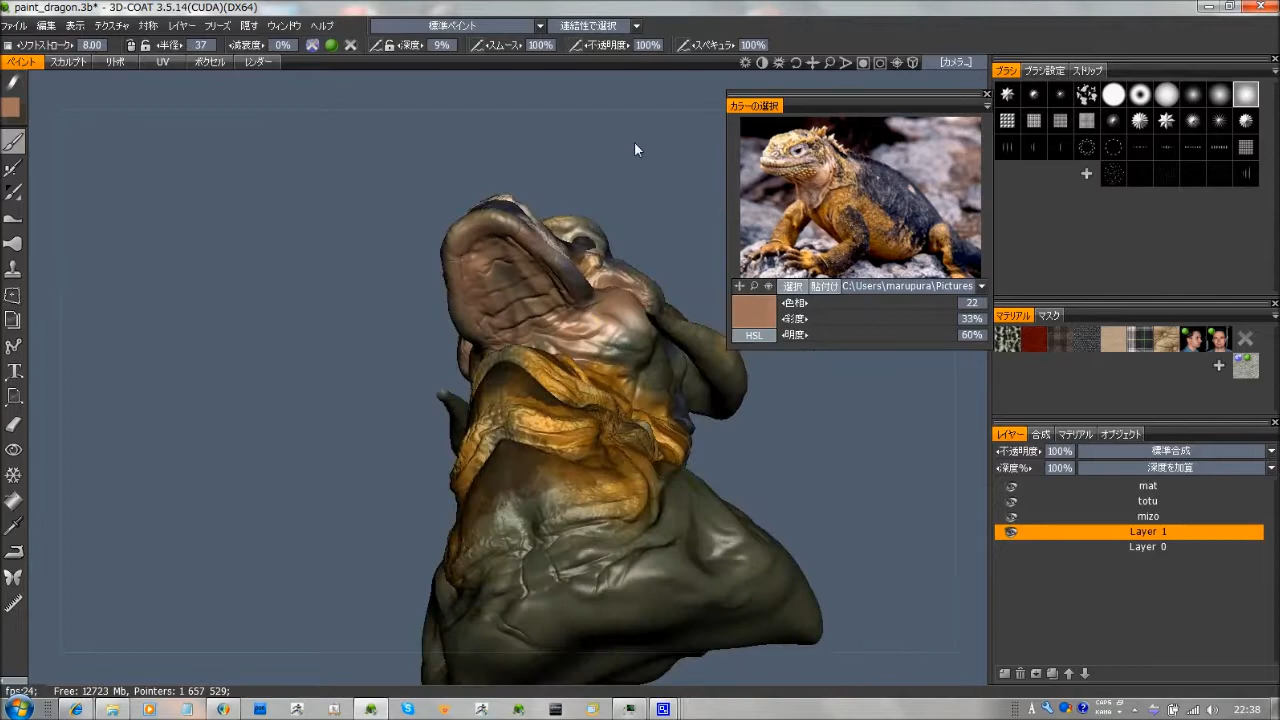 paint_dragon.3b* - 3D-COAT 3.5.14(CUDA)(DX64)
ファイル 編集 表示 テクスチャ 対称 レイヤー フリーズ 隠す ウィンドウ ヘルプ 標準ペイント 連結性で選択
ソフトストローク 8.00 半径 37 減衰度 0% 深度 9% スムース 100% 不透明度 100% スペキュラ 100%
ペイント スカルプト リトポ UV ボクセル レンダー [カメラ...]
ブラシ ブラシ設定 ストリップ
カラーの選択
選択 貼付け C:\Users\marupura\Pictures
色相 22
彩度 33%
HSL 明度 60%
マテリアル マスク
レイヤー 合成 マテリアル オブジェクト
不透明度 100% 標準合成
深度% 100% 深度を加算
mat
totu
mizo
Layer 1
Layer 0
fps:24; Free: 12723 Mb, Pointers: 1 657 529;
A CAPS KANA 22:38